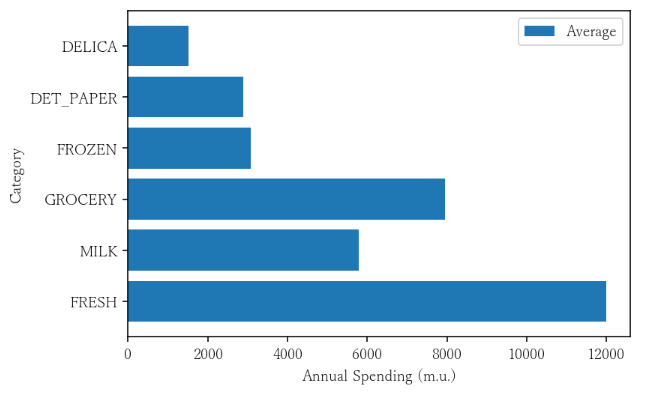 Average
DELICA
DET_PAPER
FROZEN
GROCERY
MILK
FRESH
Category
0 2000 4000 6000 8000 10000 12000
Annual Spending (m.u.)